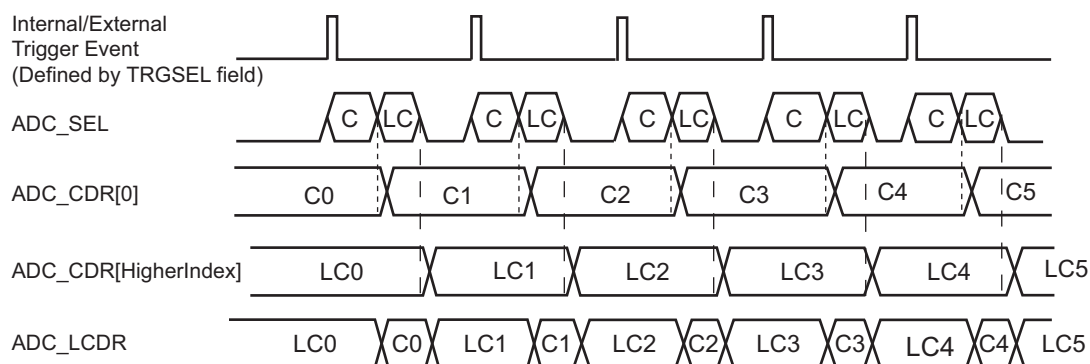 Internal/External
Trigger Event
(Defined by TRGSEL field)
ADC_SEL C LC C LC C LC C LC C LC
ADC_CDR[0] C0 C1 C2 C3 C4 C5
ADC_CDR[HigherIndex] LC0 LC1 LC2 LC3 LC4 LC5
ADC_LCDR LC0 C0 LC1 C1 LC2 C2 LC3 C3 LC4 C4 LC5